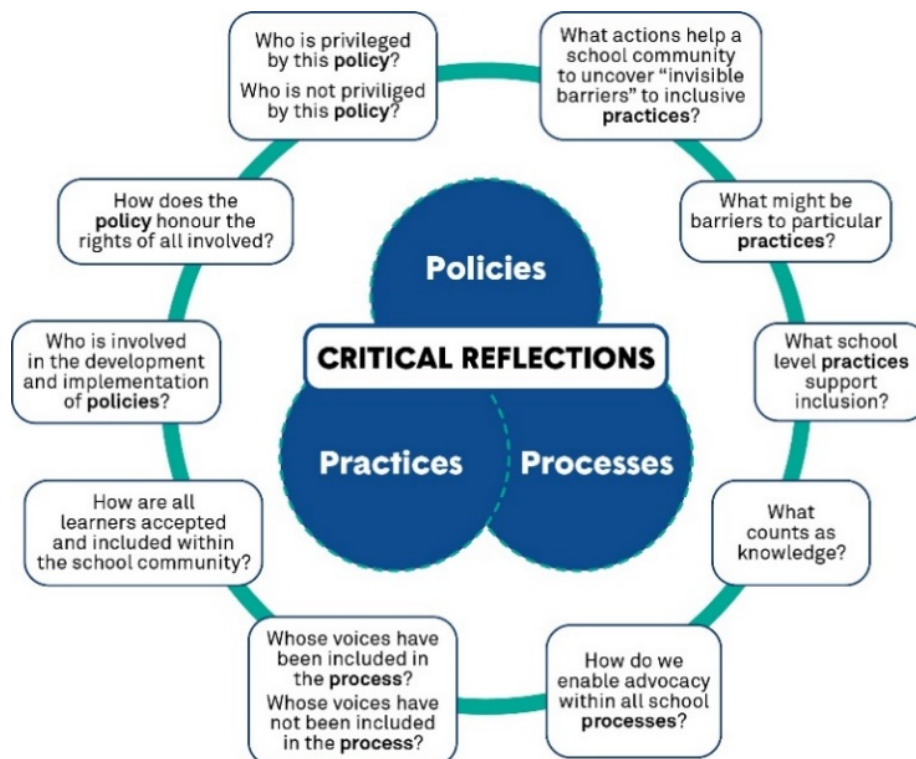 Who is privileged
by this policy?
Who is not priviliged
by this policy?
What actions help a
school community
to uncover “invisible
barriers” to inclusive
practices?
How does the
policy honour the
rights of all involved?
What might be
barriers to particular
practices?
Policies
CRITICAL REFLECTIONS
Practices
Processes
Who is involved
in the development
and implementation
of policies?
What school
level practices
support
inclusion?
How are all
learners accepted
and included within
the school community?
What
counts as
knowledge?
Whose voices have
been included in
the process?
Whose voices have
not been included
in the process?
How do we
enable advocacy
within all school
processes?